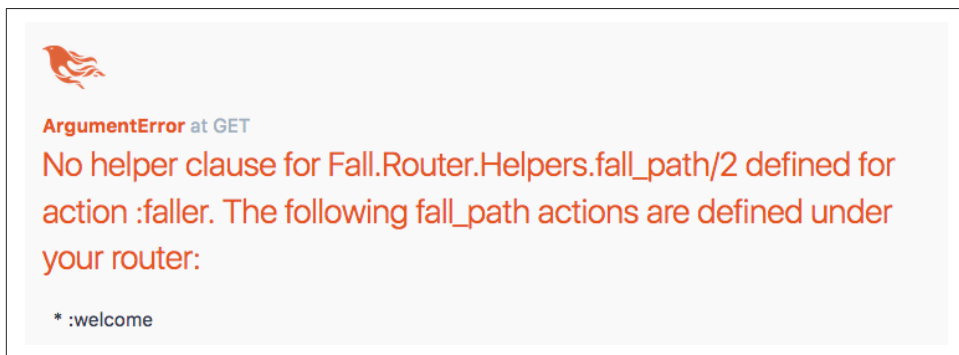 ArgumentError at GET
No helper clause for Fall.Router.Helpers.fall_path/2 defined for
action :faller. The following fall_path actions are defined under
your router:
* :welcome